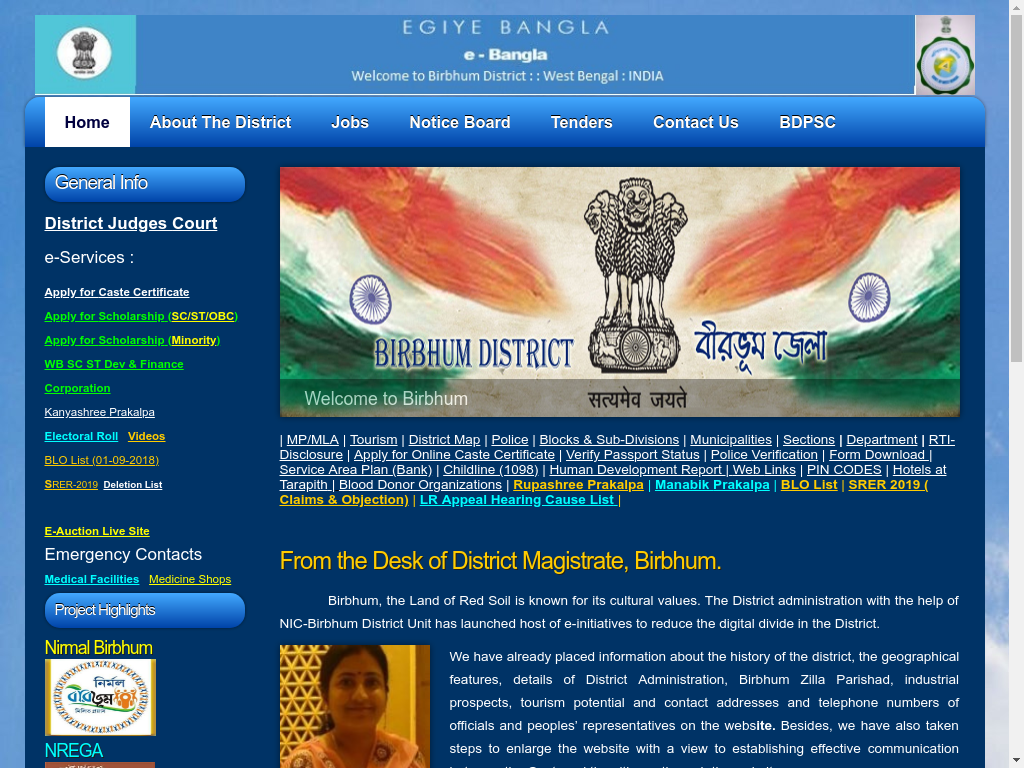 EGIYE BANGLA
e - Bangla
Welcome to Birbhum District : : West Bengal : INDIA
Home About The District Jobs Notice Board Tenders Contact Us BDPSC
General Info
District Judges Court
e-Services :
Apply for Caste Certificate
Apply for Scholarship (SC/ST/OBC)
Apply for Scholarship (Minority)
WB SC ST Dev & Finance
Corporation
Kanyashree Prakalpa
Electoral Roll Videos
BLO List (01-09-2018)
SRER-2019 Deletion List
E-Auction Live Site
Emergency Contacts
Medical Facilities Medicine Shops
Project Highlights
Nirmal Birbhum
নির্মল
বীরভূম
NREGA
BIRBHUM DISTRICT
বীরভূম জেলা
सत्यमेव जयते
Welcome to Birbhum
| MP/MLA | Tourism | District Map | Police | Blocks & Sub-Divisions | Municipalities | Sections | Department | RTI-
Disclosure | Apply for Online Caste Certificate | Verify Passport Status | Police Verification | Form Download |
Service Area Plan (Bank) | Childline (1098) | Human Development Report | Web Links | PIN CODES | Hotels at
Tarapith | Blood Donor Organizations | Rupashree Prakalpa | Manabik Prakalpa | BLO List | SRER 2019 (
Claims & Objection) | LR Appeal Hearing Cause List |
From the Desk of District Magistrate, Birbhum.
Birbhum, the Land of Red Soil is known for its cultural values. The District administration with the help of
NIC-Birbhum District Unit has launched host of e-initiatives to reduce the digital divide in the District.
We have already placed information about the history of the district, the geographical
features, details of District Administration, Birbhum Zilla Parishad, industrial
prospects, tourism potential and contact addresses and telephone numbers of
officials and peoples’ representatives on the website. Besides, we have also taken
steps to enlarge the website with a view to establishing effective communication